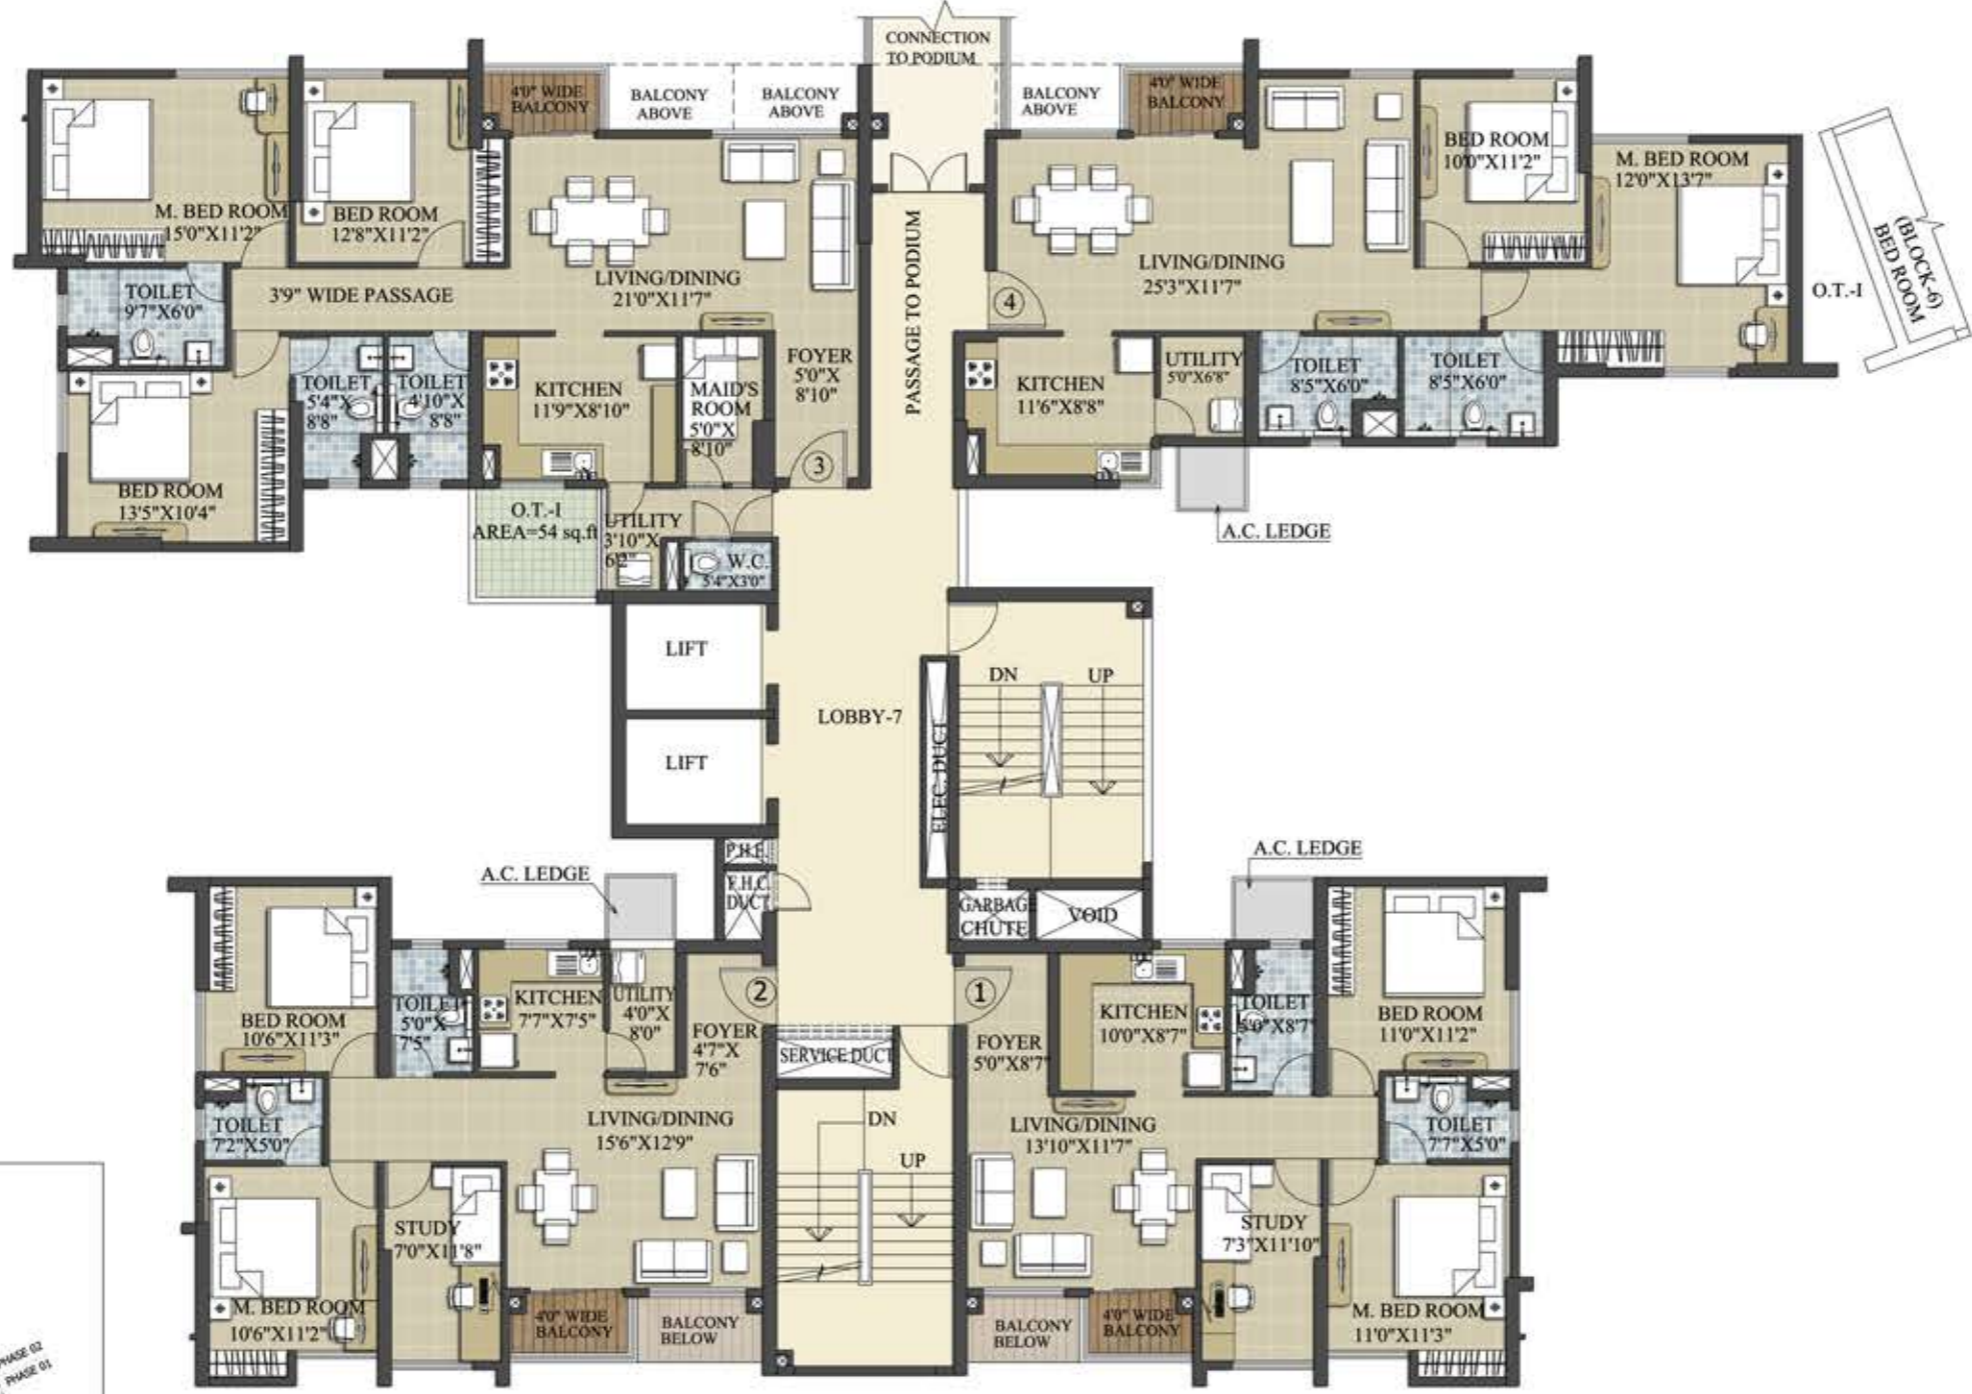 CONNECTION
TO PODIUM
4'0" WIDE
BALCONY
BALCONY
ABOVE
BALCONY
ABOVE
BALCONY
ABOVE
4'0" WIDE
BALCONY
M. BED ROOM
15'0"X11'2"
BED ROOM
12'8"X11'2"
TOILET
9'7"X6'0"
3'9" WIDE PASSAGE
LIVING/DINING
21'0"X11'7"
PASSAGE TO PODIUM
LIVING/DINING
25'3"X11'7"
4
BED ROOM
10'0"X11'2"
M. BED ROOM
12'0"X13'7"
O.T.-I
(BLOCK-6)
BED ROOM
BED ROOM
13'5"X10'4"
TOILET
5'4"X
8'8"
TOILET
4'10"X
8'8"
KITCHEN
11'9"X8'10"
MAID'S
ROOM
5'0"X
8'10"
FOYER
5'0"X
8'10"
3
KITCHEN
11'6"X8'8"
UTILITY
5'0"X6'8"
TOILET
8'5"X6'0"
TOILET
8'5"X6'0"
O.T.-I
AREA=54 sq.ft
UTILITY
3'10"X
6'2"
W.C.
5'4"X3'0"
A.C. LEDGE
LIFT
LIFT
LOBBY-7
ELEC. DUCT
DN
UP
P.H.E.
F.H.C.
DUCT
GARBAGE
CHUTE
VOID
A.C. LEDGE
A.C. LEDGE
BED ROOM
10'6"X11'3"
TOILET
5'0"X
7'5"
KITCHEN
7'7"X7'5"
UTILITY
4'0"X
8'0"
FOYER
4'7"X
7'6"
2
SERVICE DUCT
1
FOYER
5'0"X8'7"
KITCHEN
10'0"X8'7"
TOILET
5'0"X8'7"
BED ROOM
11'0"X11'2"
TOILET
7'2"X5'0"
LIVING/DINING
15'6"X12'9"
DN
UP
LIVING/DINING
13'10"X11'7"
TOILET
7'7"X5'0"
M. BED ROOM
10'6"X11'2"
STUDY
7'0"X11'8"
4'0" WIDE
BALCONY
BALCONY
BELOW
BALCONY
BELOW
4'0" WIDE
BALCONY
STUDY
7'3"X11'10"
M. BED ROOM
11'0"X11'3"
PHASE 02
PHASE 01